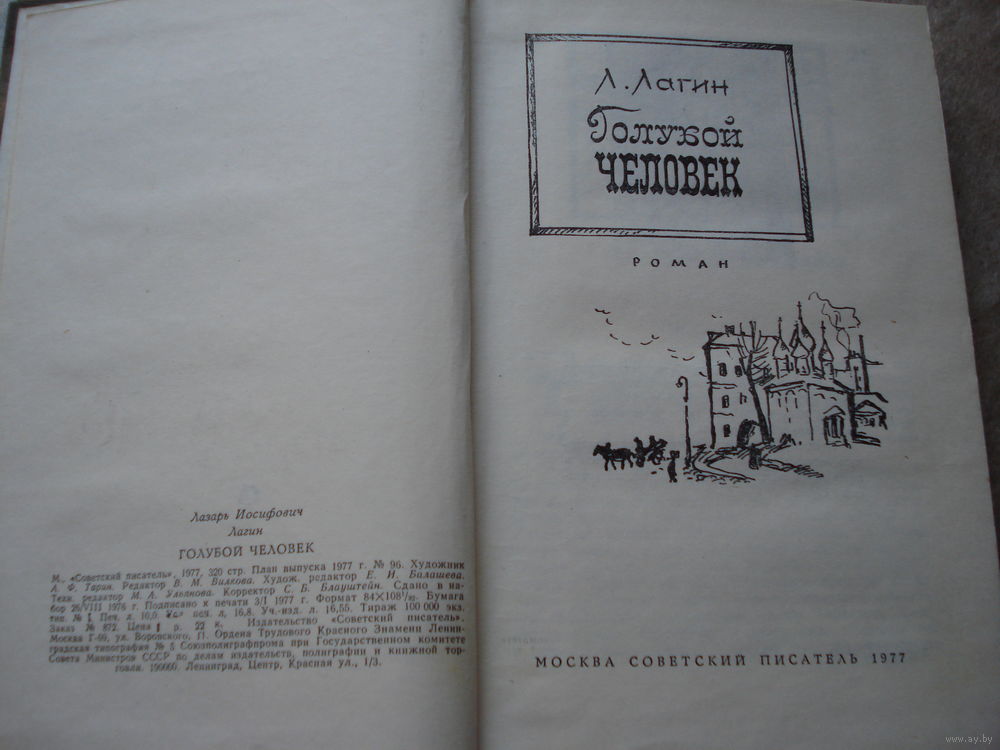 Лазарь Иосифович
Лагин
ГОЛУБОЙ ЧЕЛОВЕК
М., «Советский писатель», 1977, 320 стр. План выпуска 1977 г. № 96. Художник
А. Ф. Таран. Редактор В. М. Вилкова. Худож. редактор Е. И. Балашева.
Техн. редактор М. А. Ульянова. Корректор С. Б. Блауштейн. Сдано в на-
бор 26/VIII 1976 г. Подписано к печати 3/I 1977 г. Формат 84×108¹/₃₂. Бумага
тип. № 1. Печ. л. 10,0. Усл. печ. л. 16,8. Уч.-изд. л. 16,55. Тираж 100 000 экз.
Заказ № 872. Цена 1 р. 22 к. Издательство «Советский писатель».
Москва Г-69, ул. Воровского, 11. Ордена Трудового Красного Знамени Ленин-
градская типография № 5 Союзполиграфпрома при Государственном комитете
Совета Министров СССР по делам издательств, полиграфии и книжной тор-
говли. 190000. Ленинград, Центр, Красная ул., 1/3.
Л. Лагин
Голубой
ЧЕЛОВЕК
РОМАН
МОСКВА СОВЕТСКИЙ ПИСАТЕЛЬ 1977
www.ay.by